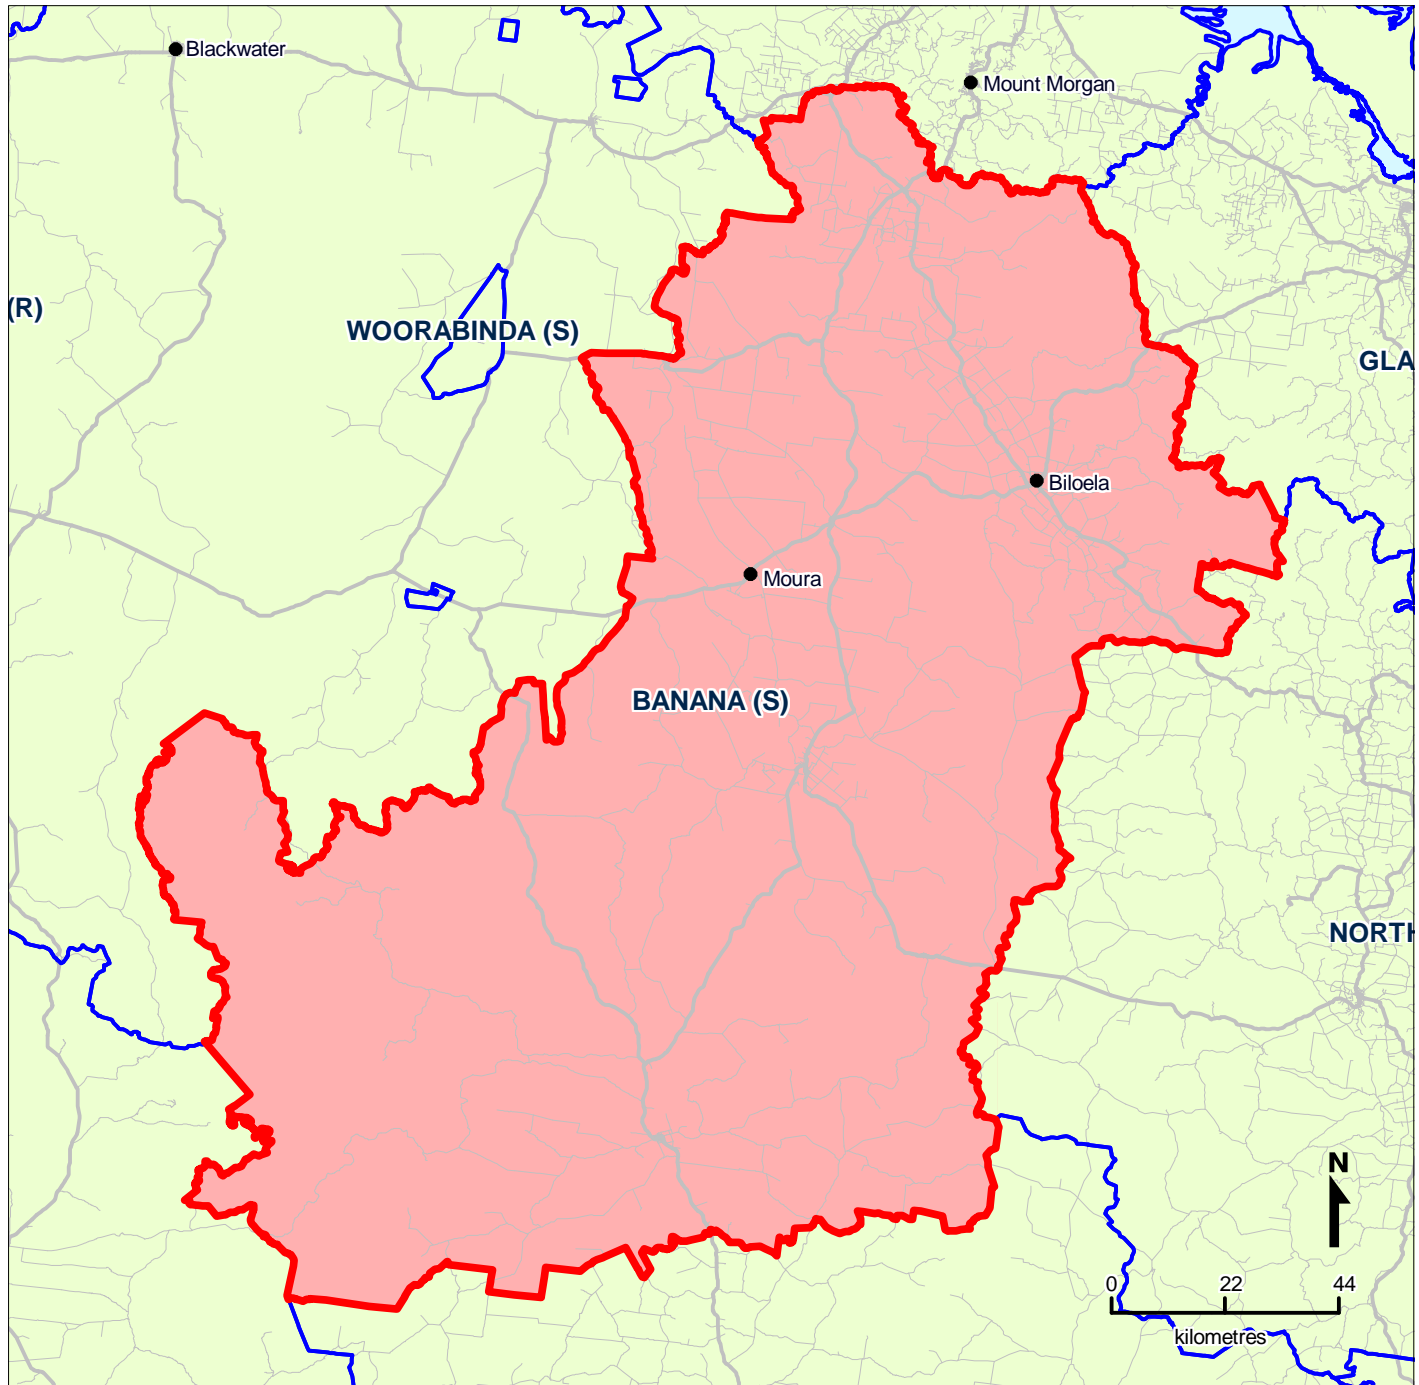 Blackwater
Mount Morgan
(R)
WOORABINDA (S)
GLA
Biloela
Moura
BANANA (S)
NORTH
N
0 22 44
kilometres